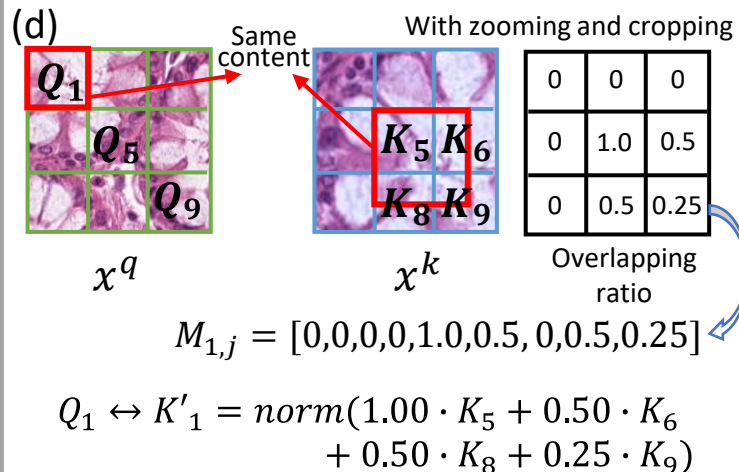 (d)
Same content
With zooming and cropping
Q₁
Q₅
Q₉
K₅ K₆
K₈ K₉
0 0 0
0 1.0 0.5
0 0.5 0.25
x^q
x^k
Overlapping ratio
M₁,ⱼ = [0,0,0,0,1.0,0.5, 0,0.5,0.25]
Q₁ ↔ K'₁ = norm(1.00 · K₅ + 0.50 · K₆
+ 0.50 · K₈ + 0.25 · K₉)